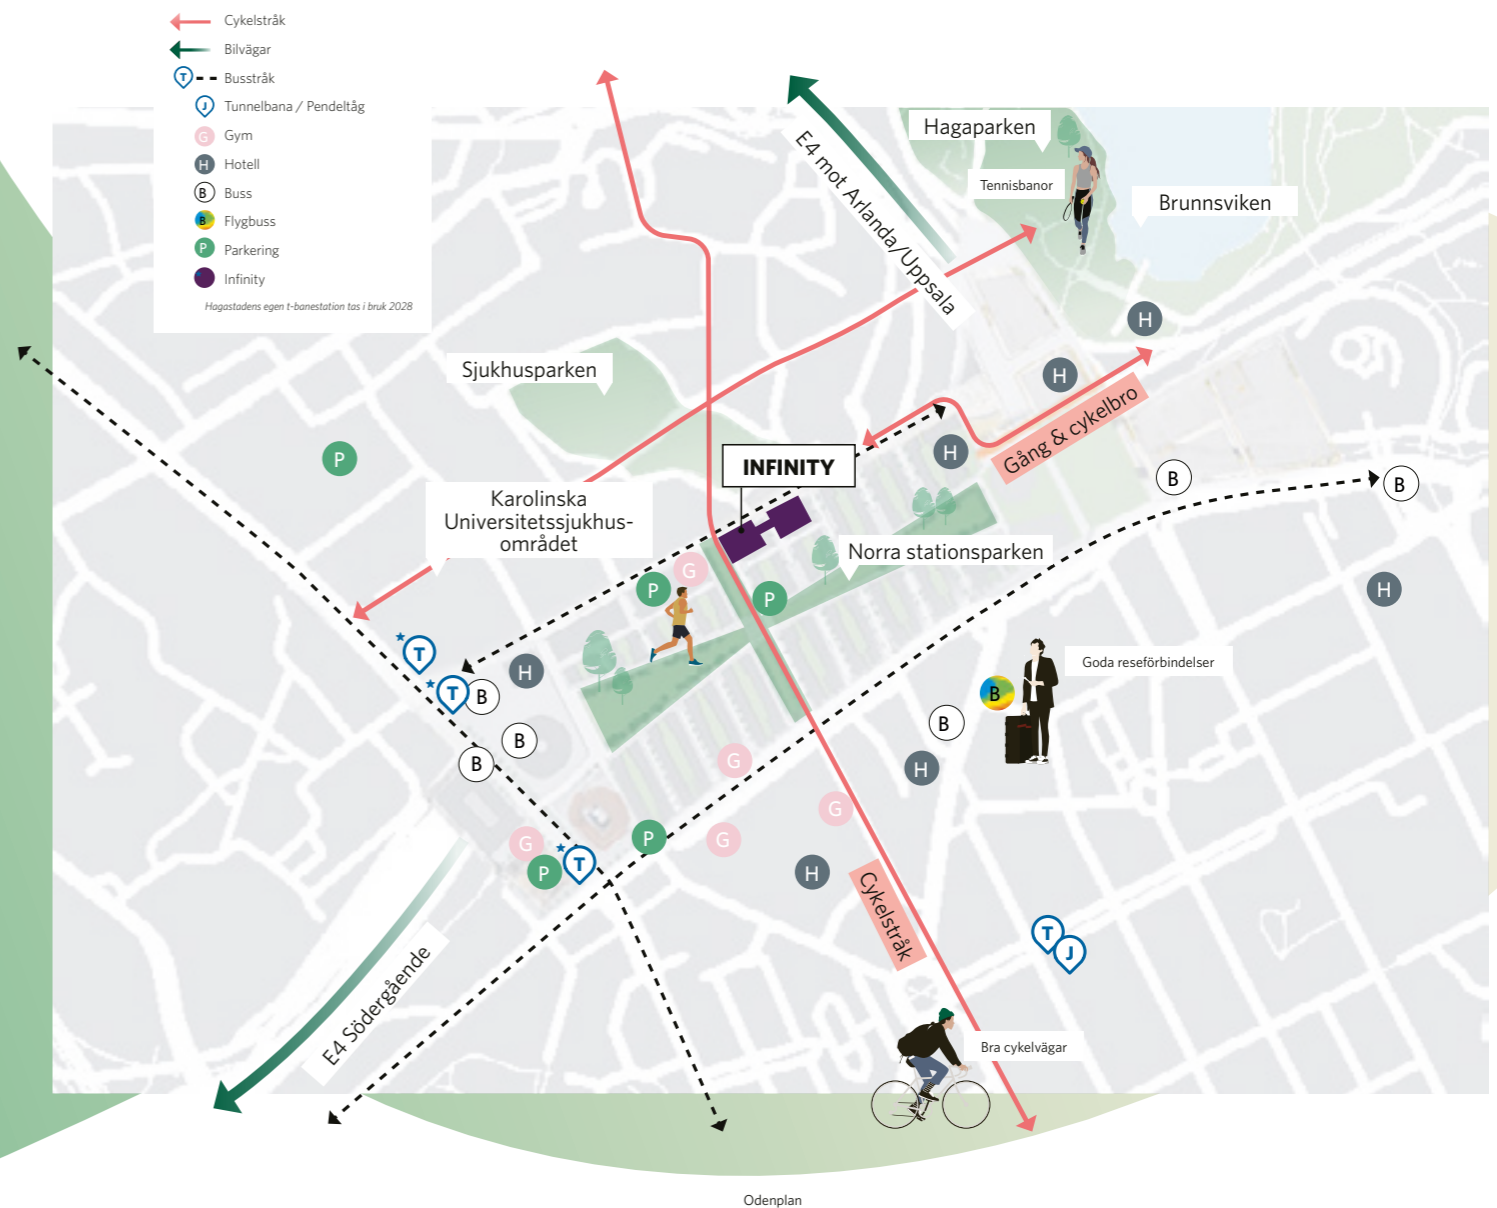 Cykelstråk
Bilvägar
T
Busstråk
J
Tunnelbana / Pendeltåg
G
Gym
H
Hotell
B
Buss
B
Flygbuss
P
Parkering
Infinity
Hagastadens egen t-banestation tas i bruk 2028
E4 mot Arlanda/Uppsala
Hagaparken
Tennisbanor
Brunnsviken
H
H
Sjukhusparken
Gång & cykelbro
H
P
INFINITY
B
B
Karolinska
Universitetssjukhus-
området
Norra stationsparken
G
P
P
H
T
H
T
B
Goda reseförbindelser
B
B
B
B
G
H
G
P
G
G
P
T
H
Cykelstråk
T
J
E4 Södergående
Bra cykelvägar
Odenplan